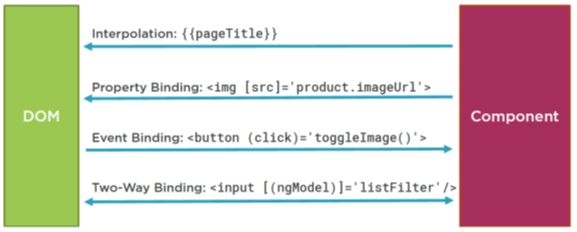 Interpolation: {{pageTitle}}
Property Binding: <img [src]='product.imageUrl'>
DOM
Component
Event Binding: <button (click)='toggleImage()'>
Two-Way Binding: <input [(ngModel)]='listFilter'/>